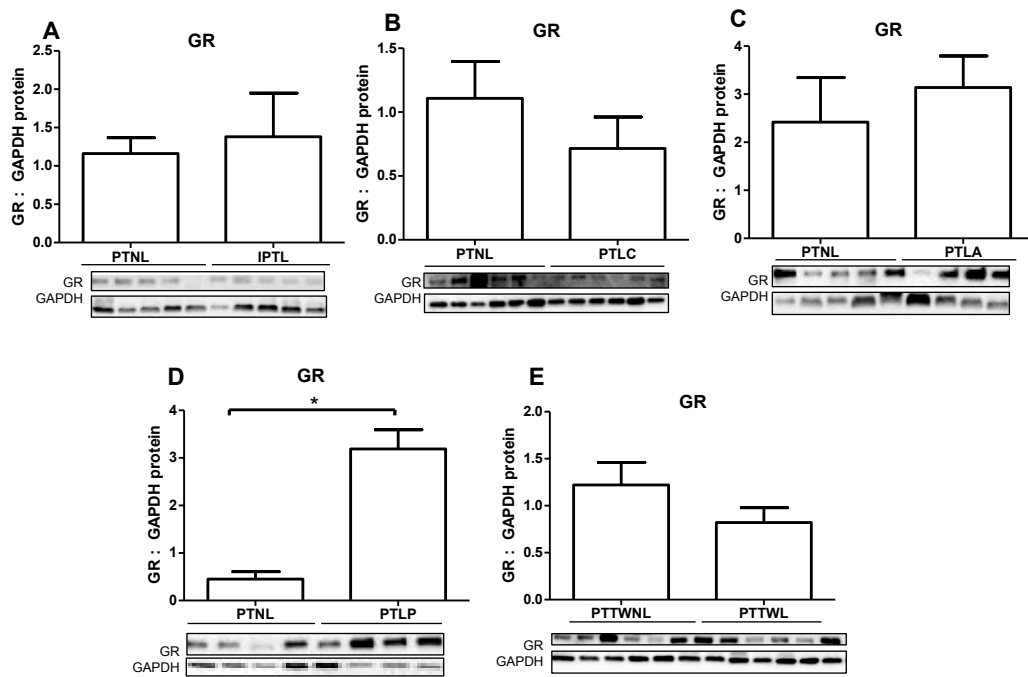 A
GR
GR : GAPDH protein
2.5
2.0
1.5
1.0
0.5
0.0
PTNL IPTL
GR
GAPDH
B
GR
GR : GAPDH protein
1.5
1.0
0.5
0.0
PTNL PTLC
GR
GAPDH
C
GR
GR : GAPDH protein
4
3
2
1
0
PTNL PTLA
GR
GAPDH
D
GR
*
GR : GAPDH protein
4
3
1
0
PTNL PTLP
GR
GAPDH
E
GR
GR : GAPDH protein
2.0
1.5
1.0
0.5
0.0
PTTWNL PTTWL
GR
GAPDH